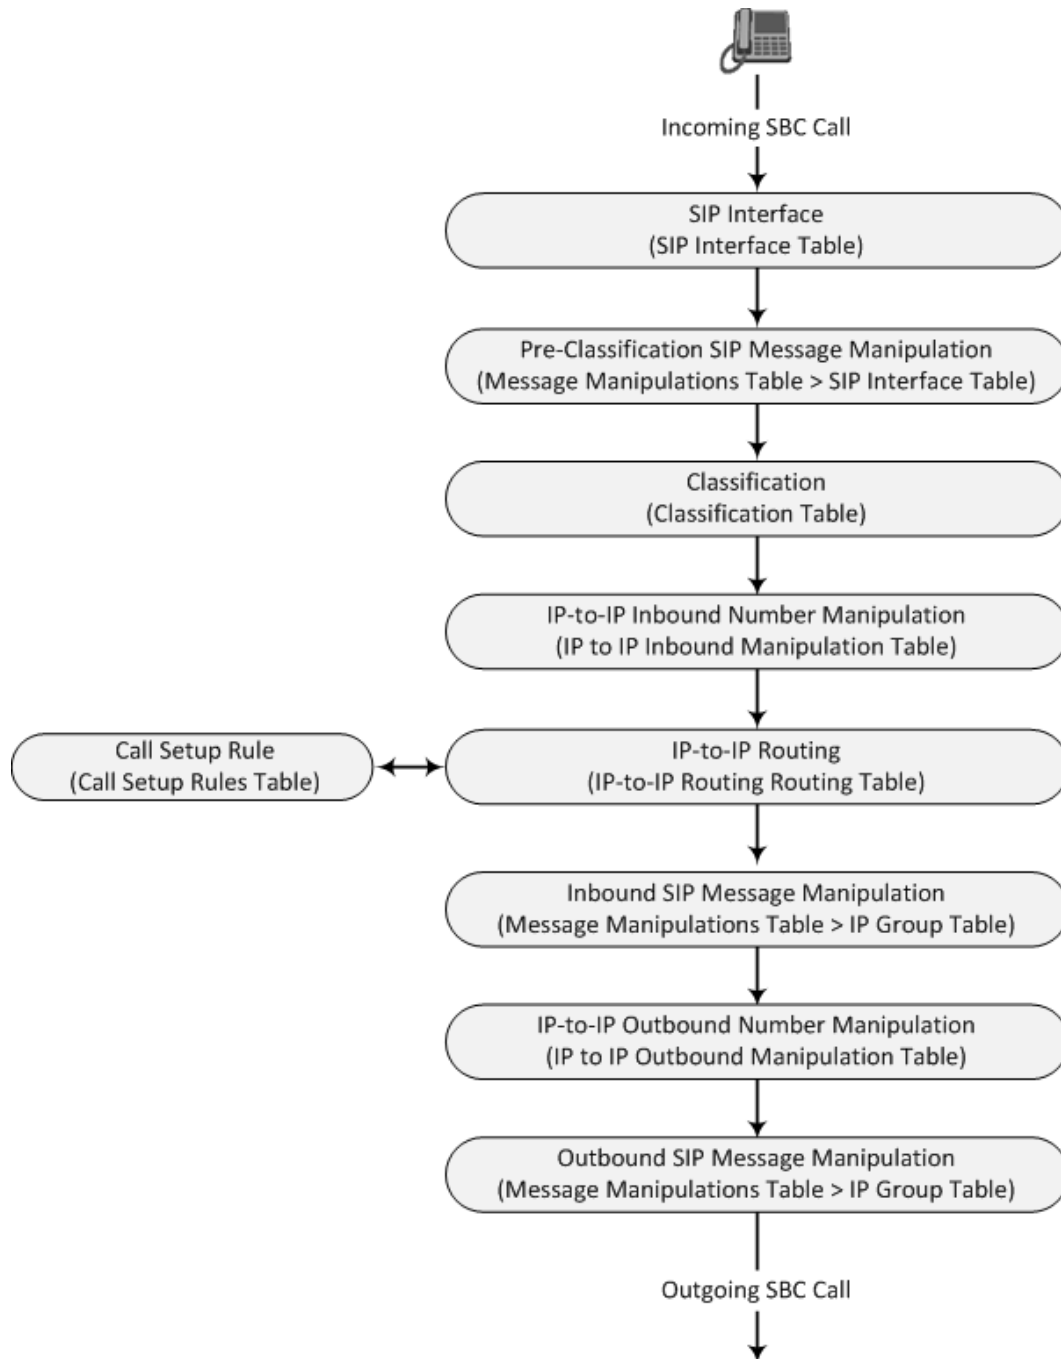 Incoming SBC Call
SIP Interface
(SIP Interface Table)
Pre-Classification SIP Message Manipulation
(Message Manipulations Table > SIP Interface Table)
Classification
(Classification Table)
IP-to-IP Inbound Number Manipulation
(IP to IP Inbound Manipulation Table)
Call Setup Rule
(Call Setup Rules Table)
IP-to-IP Routing
(IP-to-IP Routing Routing Table)
Inbound SIP Message Manipulation
(Message Manipulations Table > IP Group Table)
IP-to-IP Outbound Number Manipulation
(IP to IP Outbound Manipulation Table)
Outbound SIP Message Manipulation
(Message Manipulations Table > IP Group Table)
Outgoing SBC Call